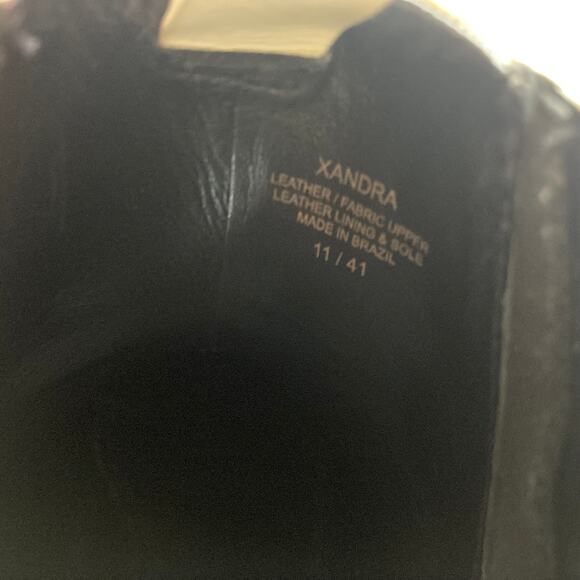 XANDRA
LEATHER / FABRIC UPPER
LEATHER LINING & SOLE
MADE IN BRAZIL
11 / 41